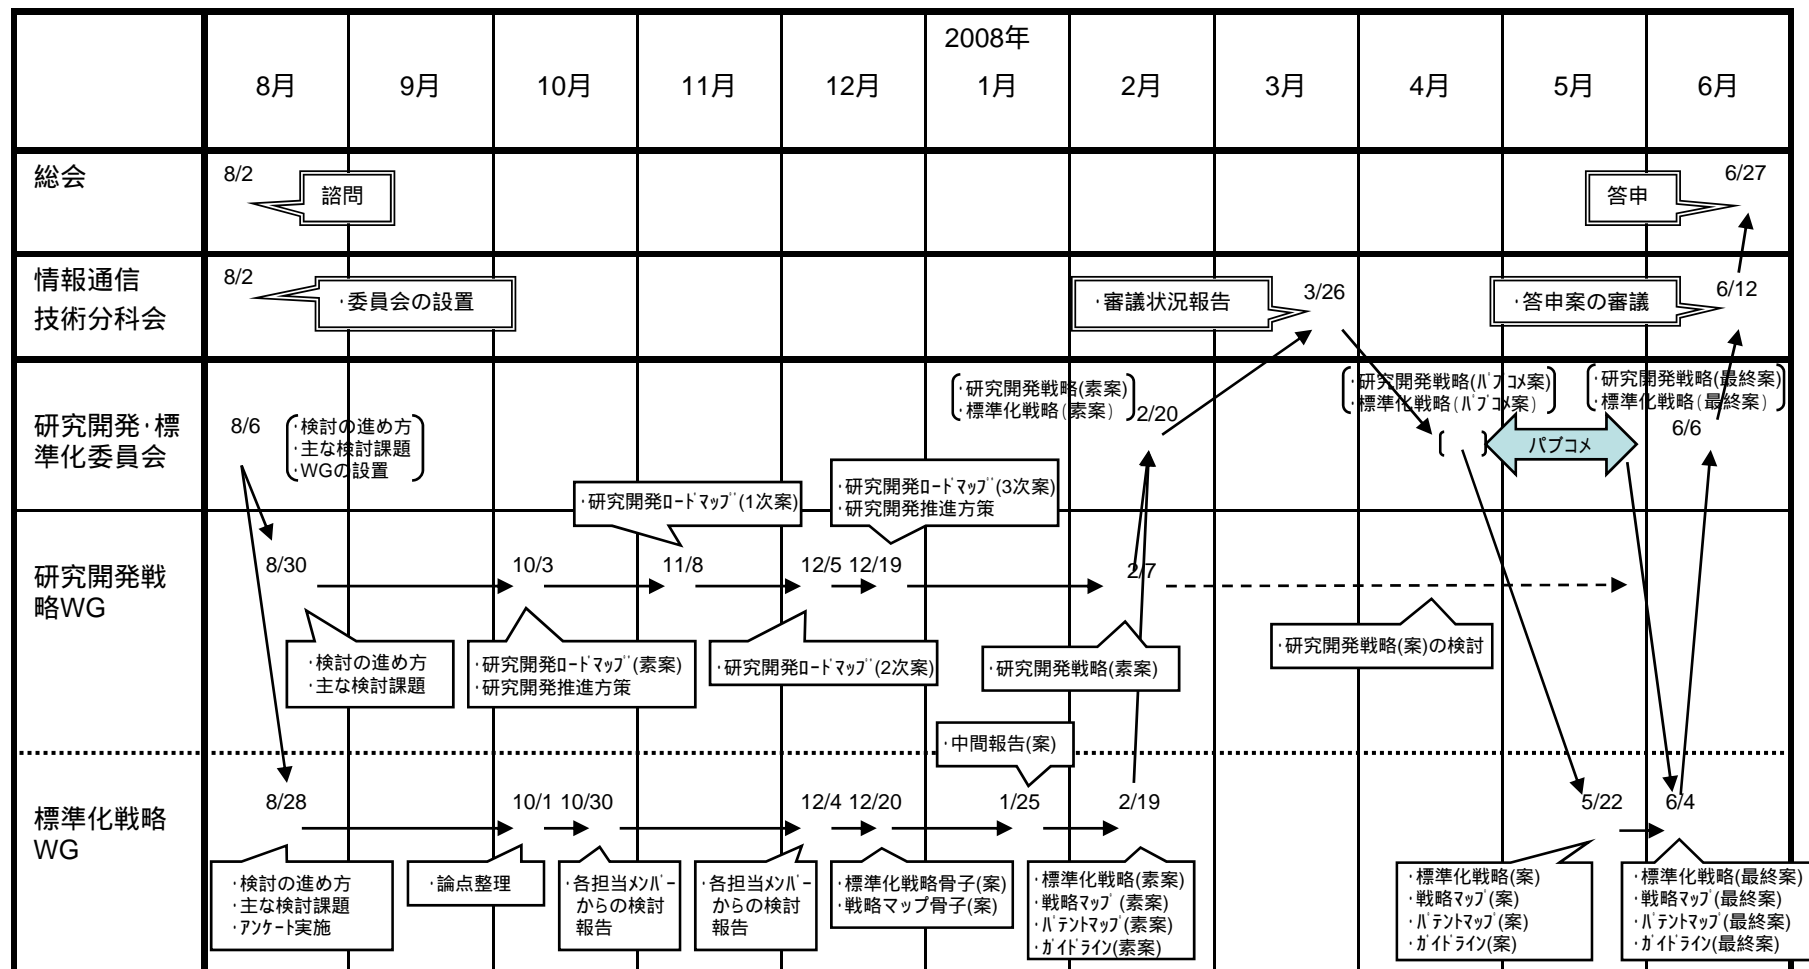 2008年
8月
9月
10月
11月
12月
1月
2月
3月
4月
5月
6月
総会
8/2
諮問
答申
6/27
情報通信
技術分科会
8/2
・委員会の設置
・審議状況報告
3/26
・答申案の審議
6/12
研究開発・標
準化委員会
8/6
・検討の進め方
・主な検討課題
・WGの設置
・研究開発戦略(素案)
・標準化戦略(素案)
2/20
・研究開発戦略(ﾊﾟﾌﾞｺﾒ案)
・標準化戦略(ﾊﾟﾌﾞｺﾒ案)
パブコメ
・研究開発戦略(最終案)
・標準化戦略(最終案)
6/6
・研究開発ﾛｰﾄﾞﾏｯﾌﾟ(1次案)
・研究開発ﾛｰﾄﾞﾏｯﾌﾟ(3次案)
・研究開発推進方策
研究開発戦
略WG
8/30
10/3
11/8
12/5
12/19
2/7
・検討の進め方
・主な検討課題
・研究開発ﾛｰﾄﾞﾏｯﾌﾟ(素案)
・研究開発推進方策
・研究開発ﾛｰﾄﾞﾏｯﾌﾟ(2次案)
・研究開発戦略(素案)
・研究開発戦略(案)の検討
・中間報告(案)
標準化戦略
WG
8/28
10/1
10/30
12/4
12/20
1/25
2/19
5/22
6/4
・検討の進め方
・主な検討課題
・ｱﾝｹｰﾄ実施
・論点整理
・各担当ﾒﾝﾊﾞｰ
からの検討
報告
・各担当ﾒﾝﾊﾞｰ
からの検討
報告
・標準化戦略骨子(案)
・戦略マップ骨子(案)
・標準化戦略(素案)
・戦略ﾏｯﾌﾟ(素案)
・ﾊﾟﾃﾝﾄﾏｯﾌﾟ(素案)
・ｶﾞｲﾄﾞﾗｲﾝ(素案)
・標準化戦略(案)
・戦略ﾏｯﾌﾟ(案)
・ﾊﾟﾃﾝﾄﾏｯﾌﾟ(案)
・ｶﾞｲﾄﾞﾗｲﾝ(案)
・標準化戦略(最終案)
・戦略ﾏｯﾌﾟ(最終案)
・ﾊﾟﾃﾝﾄﾏｯﾌﾟ(最終案)
・ｶﾞｲﾄﾞﾗｲﾝ(最終案)